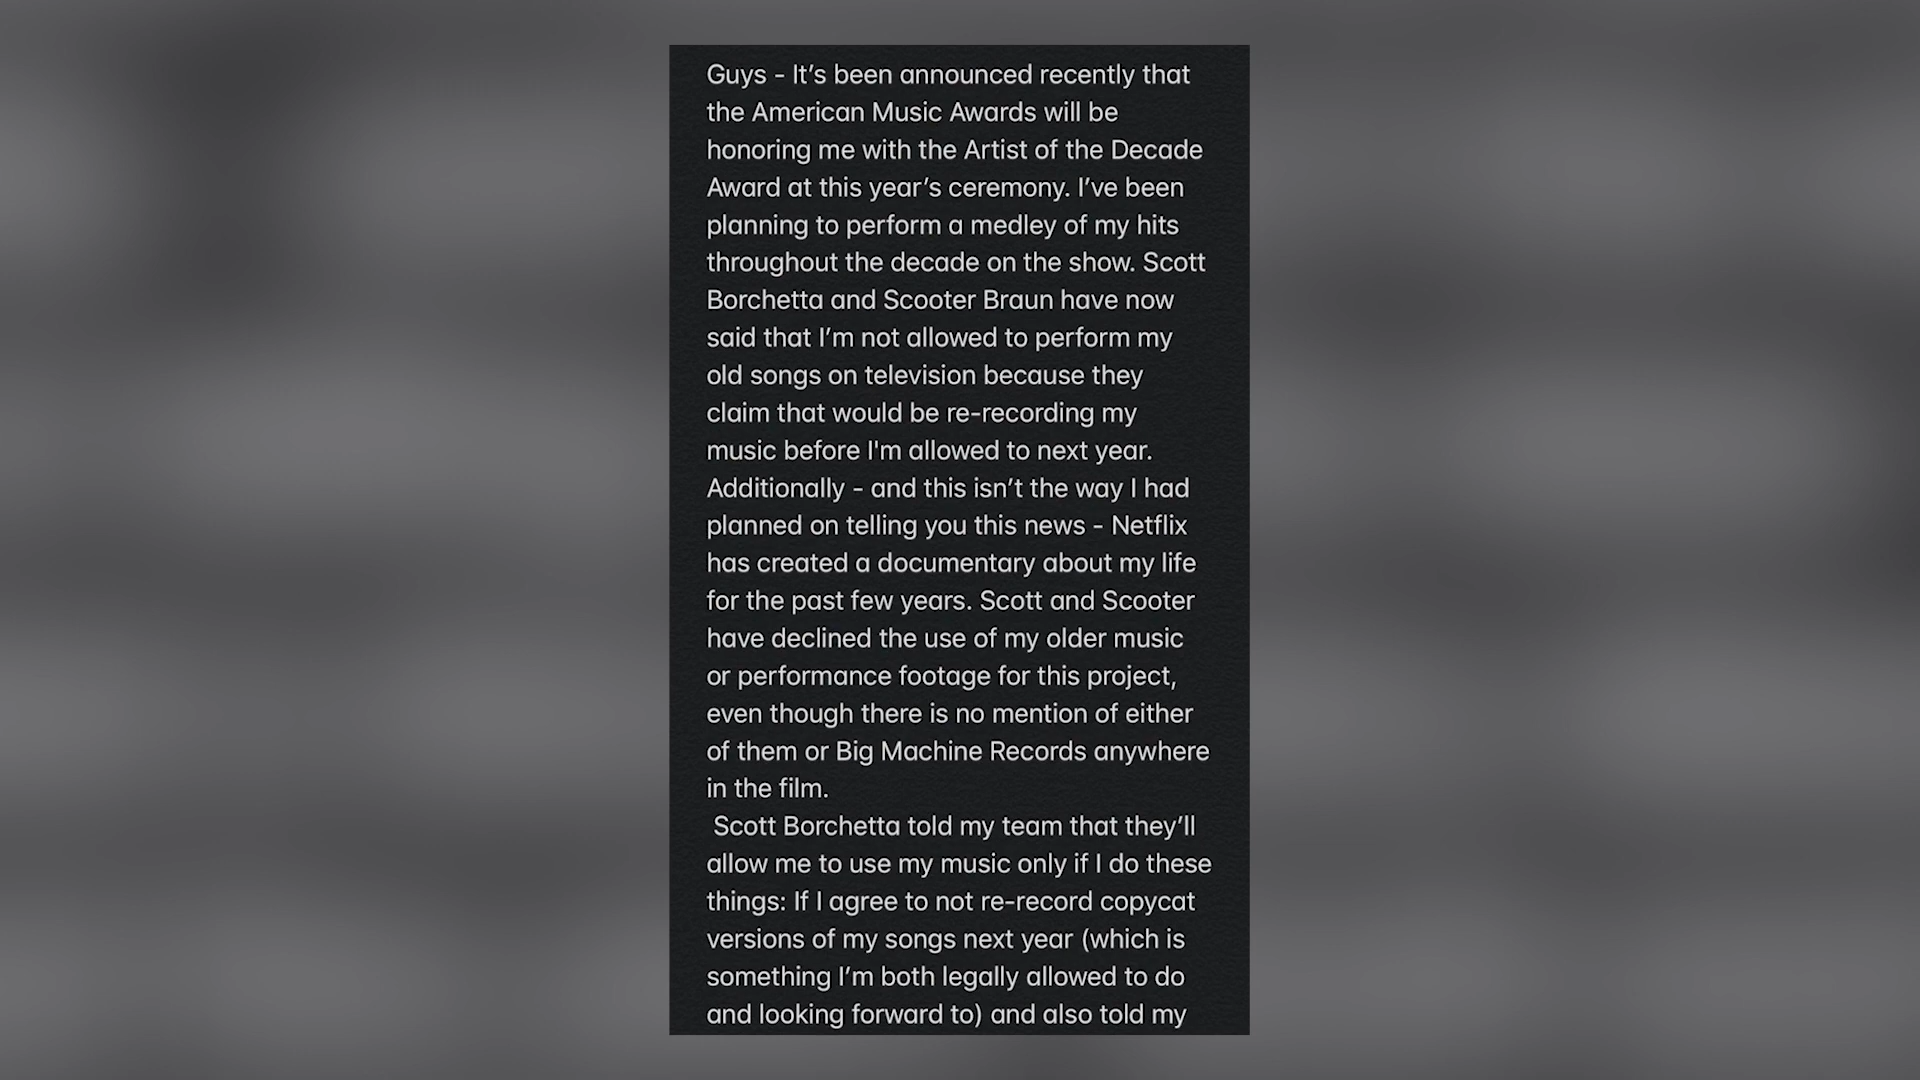 Guys - It’s been announced recently that
the American Music Awards will be
honoring me with the Artist of the Decade
Award at this year’s ceremony. I’ve been
planning to perform a medley of my hits
throughout the decade on the show. Scott
Borchetta and Scooter Braun have now
said that I’m not allowed to perform my
old songs on television because they
claim that would be re-recording my
music before I'm allowed to next year.
Additionally - and this isn’t the way I had
planned on telling you this news - Netflix
has created a documentary about my life
for the past few years. Scott and Scooter
have declined the use of my older music
or performance footage for this project,
even though there is no mention of either
of them or Big Machine Records anywhere
in the film.
Scott Borchetta told my team that they’ll
allow me to use my music only if I do these
things: If I agree to not re-record copycat
versions of my songs next year (which is
something I’m both legally allowed to do
and looking forward to) and also told my